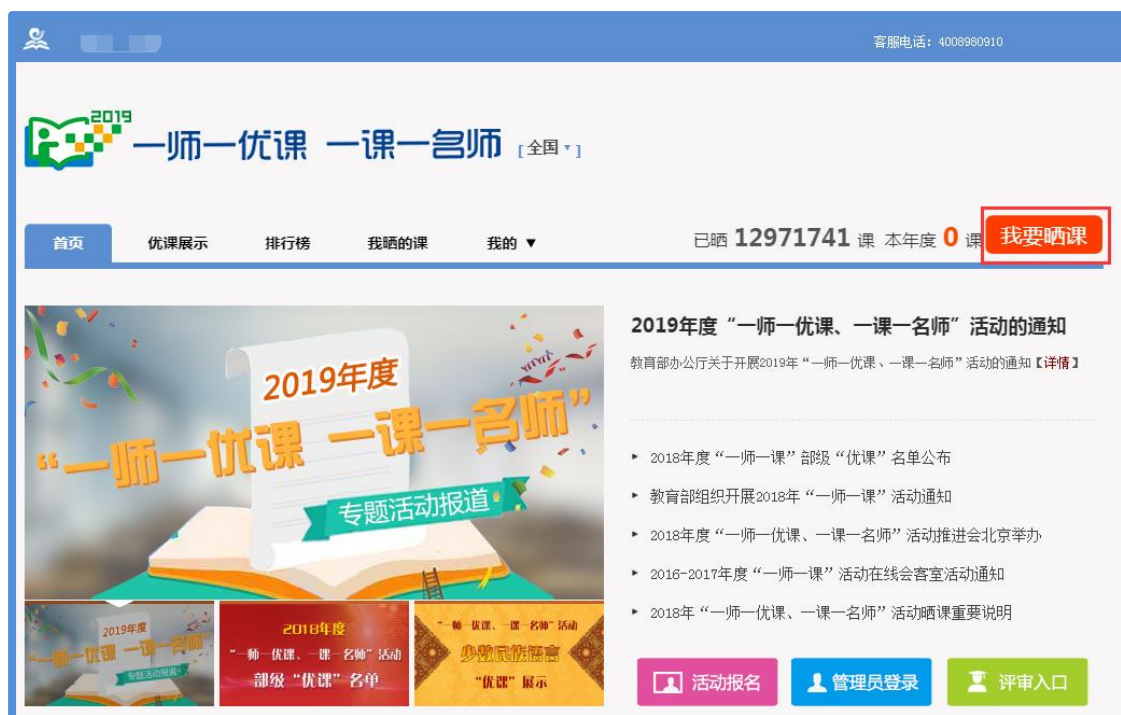 客服电话：4008980910
2019
一师一优课 一课一名师 [全国▼]
首页 优课展示 排行榜 我晒的课 我的 ▼
已晒 12971741 课 本年度 0 课 我要晒课
2019年度
“一师一优课 一课一名师”
专题活动报道
2019年度“一师一优课、一课一名师”活动的通知
教育部办公厅关于开展2019年“一师一优课、一课一名师”活动的通知【详情】
2018年度“一师一课”部级“优课”名单公布
教育部组织开展2018年“一师一课”活动通知
2018年度“一师一优课、一课一名师”活动推进会北京举办
2016-2017年度“一师一课”活动在线会客室活动通知
2018年“一师一优课、一课一名师”活动晒课重要说明
2019年度
“一师一优课 一课一名师”
专题活动报道
2018年度
“一师一优课、一课一名师”活动
部级“优课”名单
“一师一优课、一课一名师”活动
少数民族语言
“优课”展示
活动报名 管理员登录 评审入口